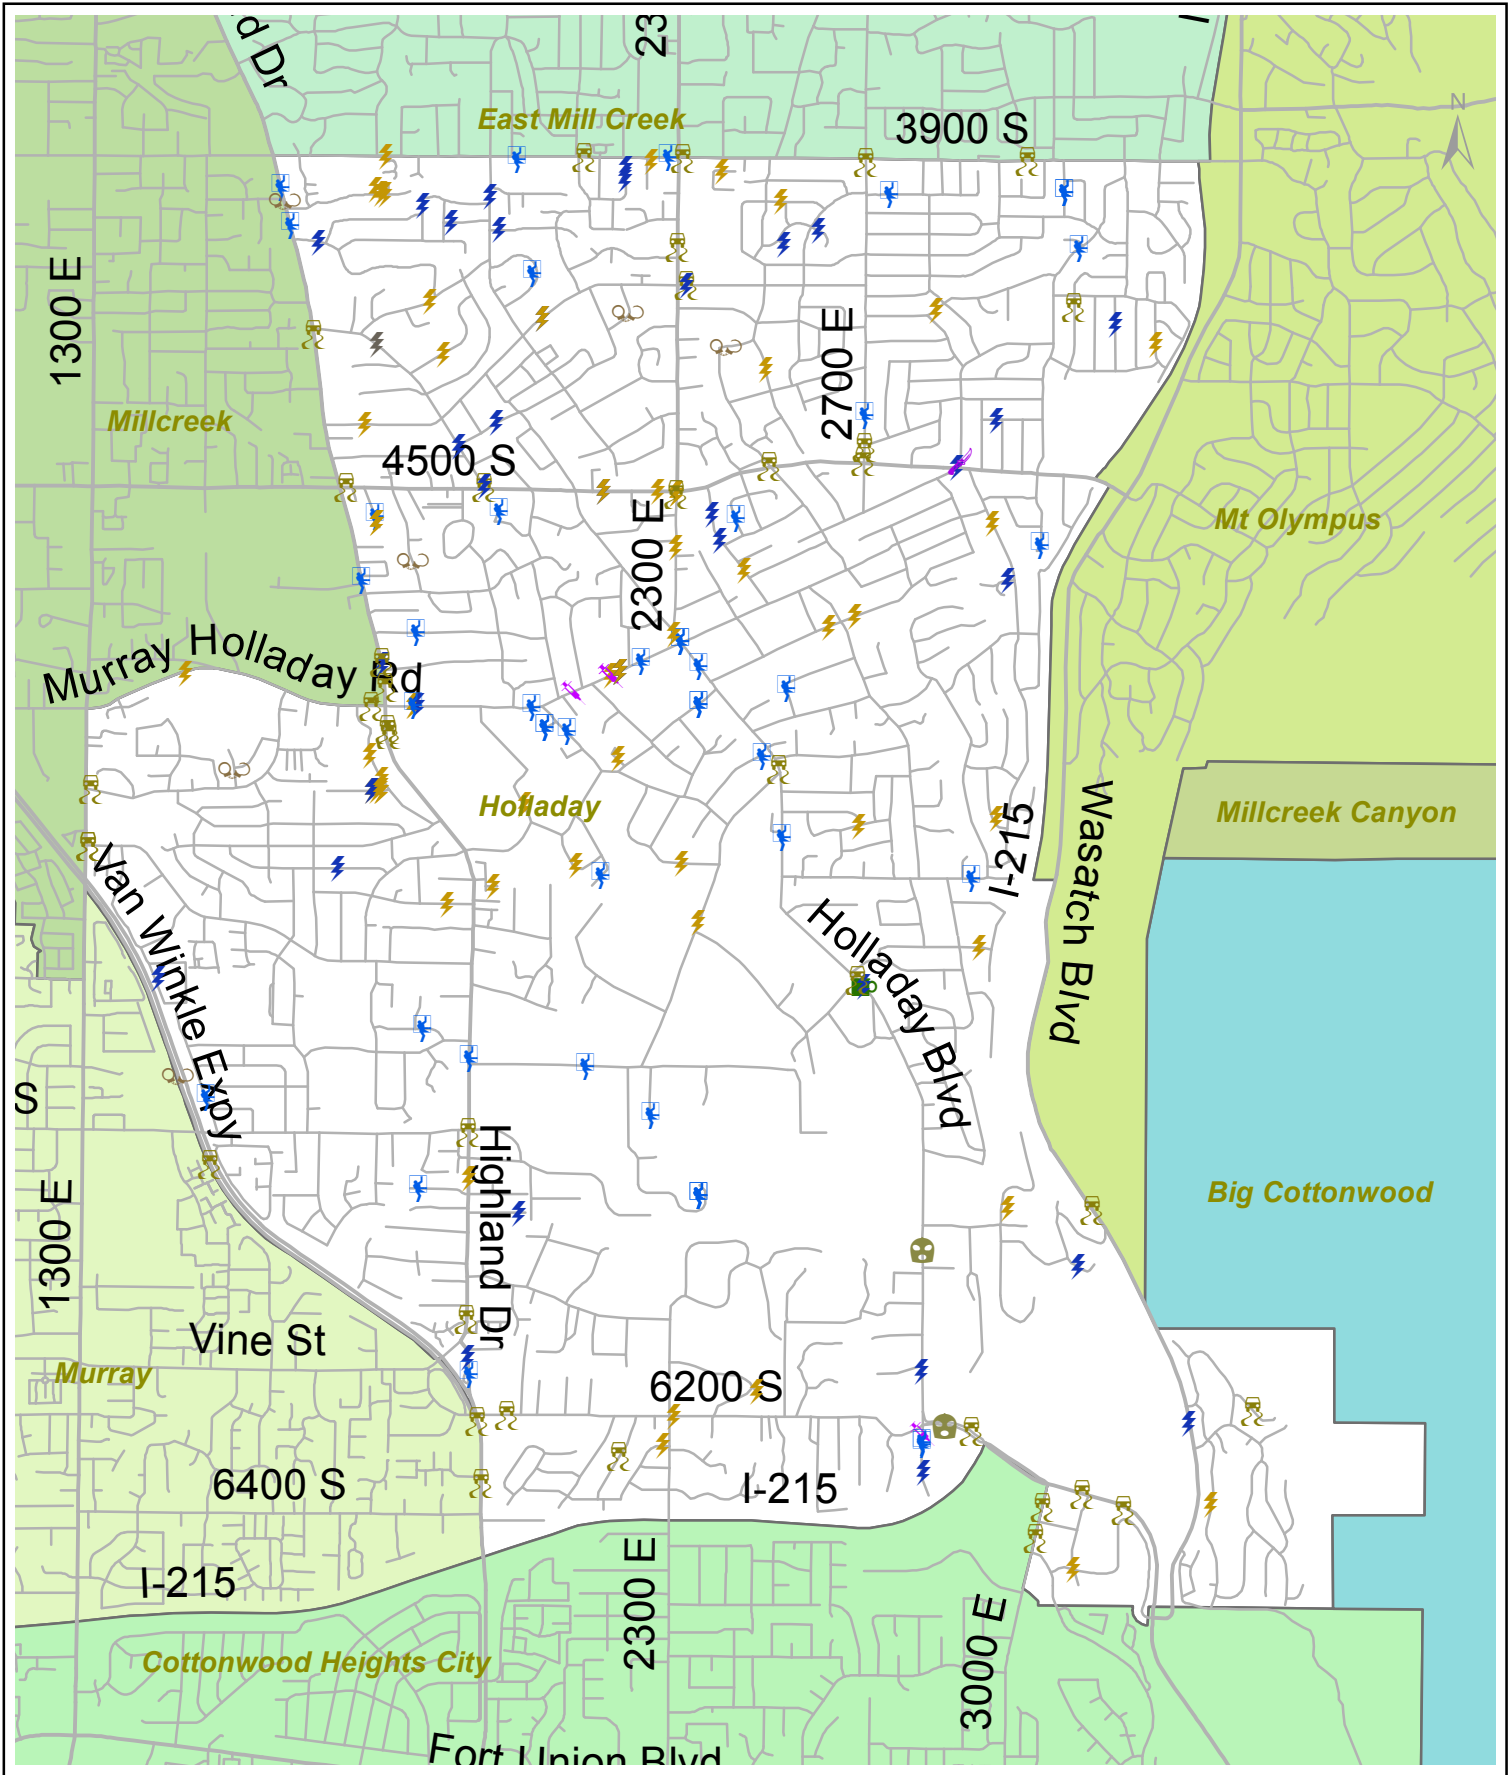 d Dr
23
East Mill Creek
3900 S
N
1300 E
2700 E
Millcreek
4500 S
2300 E
Mt Olympus
Murray Holladay Rd
Holladay
I-215
Wasatch Blvd
Millcreek Canyon
Van Winkle Expy
Holladay Blvd
S
Highland Dr
1300 E
Big Cottonwood
Vine St
Murray
6200 S
6400 S
I-215
I-215
2300 E
3000 E
Cottonwood Heights City
Fort Union Blvd